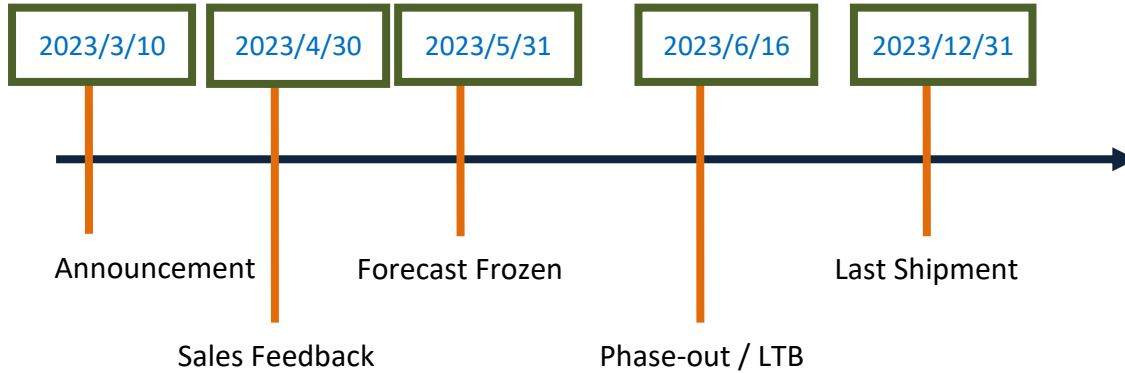 2023/3/10
2023/4/30
2023/5/31
2023/6/16
2023/12/31
Announcement
Forecast Frozen
Last Shipment
Sales Feedback
Phase-out / LTB